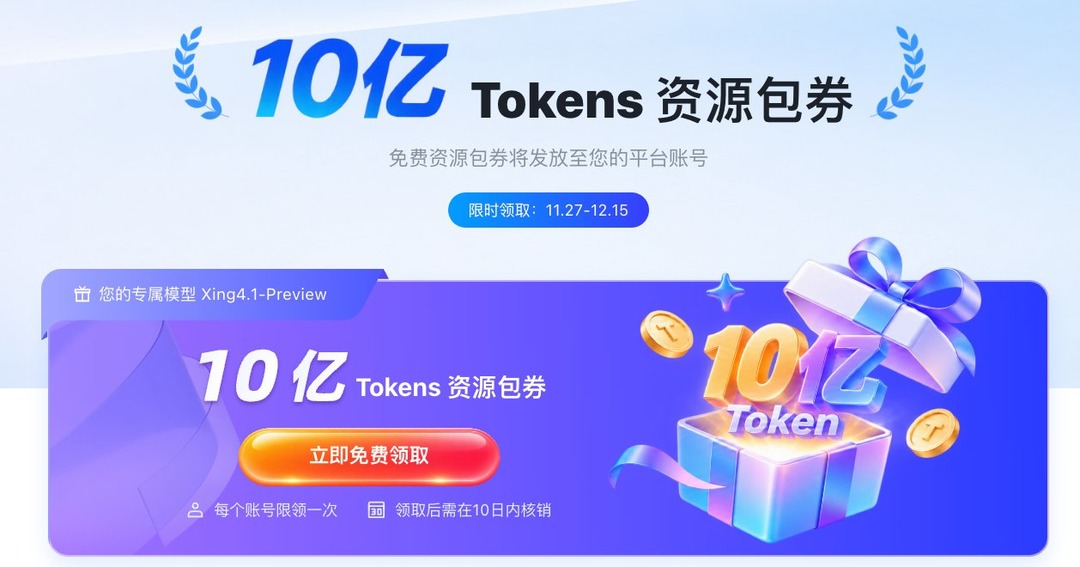 10亿 Tokens 资源包券
免费资源包券将发放至您的平台账号
限时领取：11.27-12.15
您的专属模型 Xing4.1-Preview
10亿 Tokens 资源包券
立即免费领取
每个账号限领一次
30 领取后需在10日内核销
10亿
Token
T
T